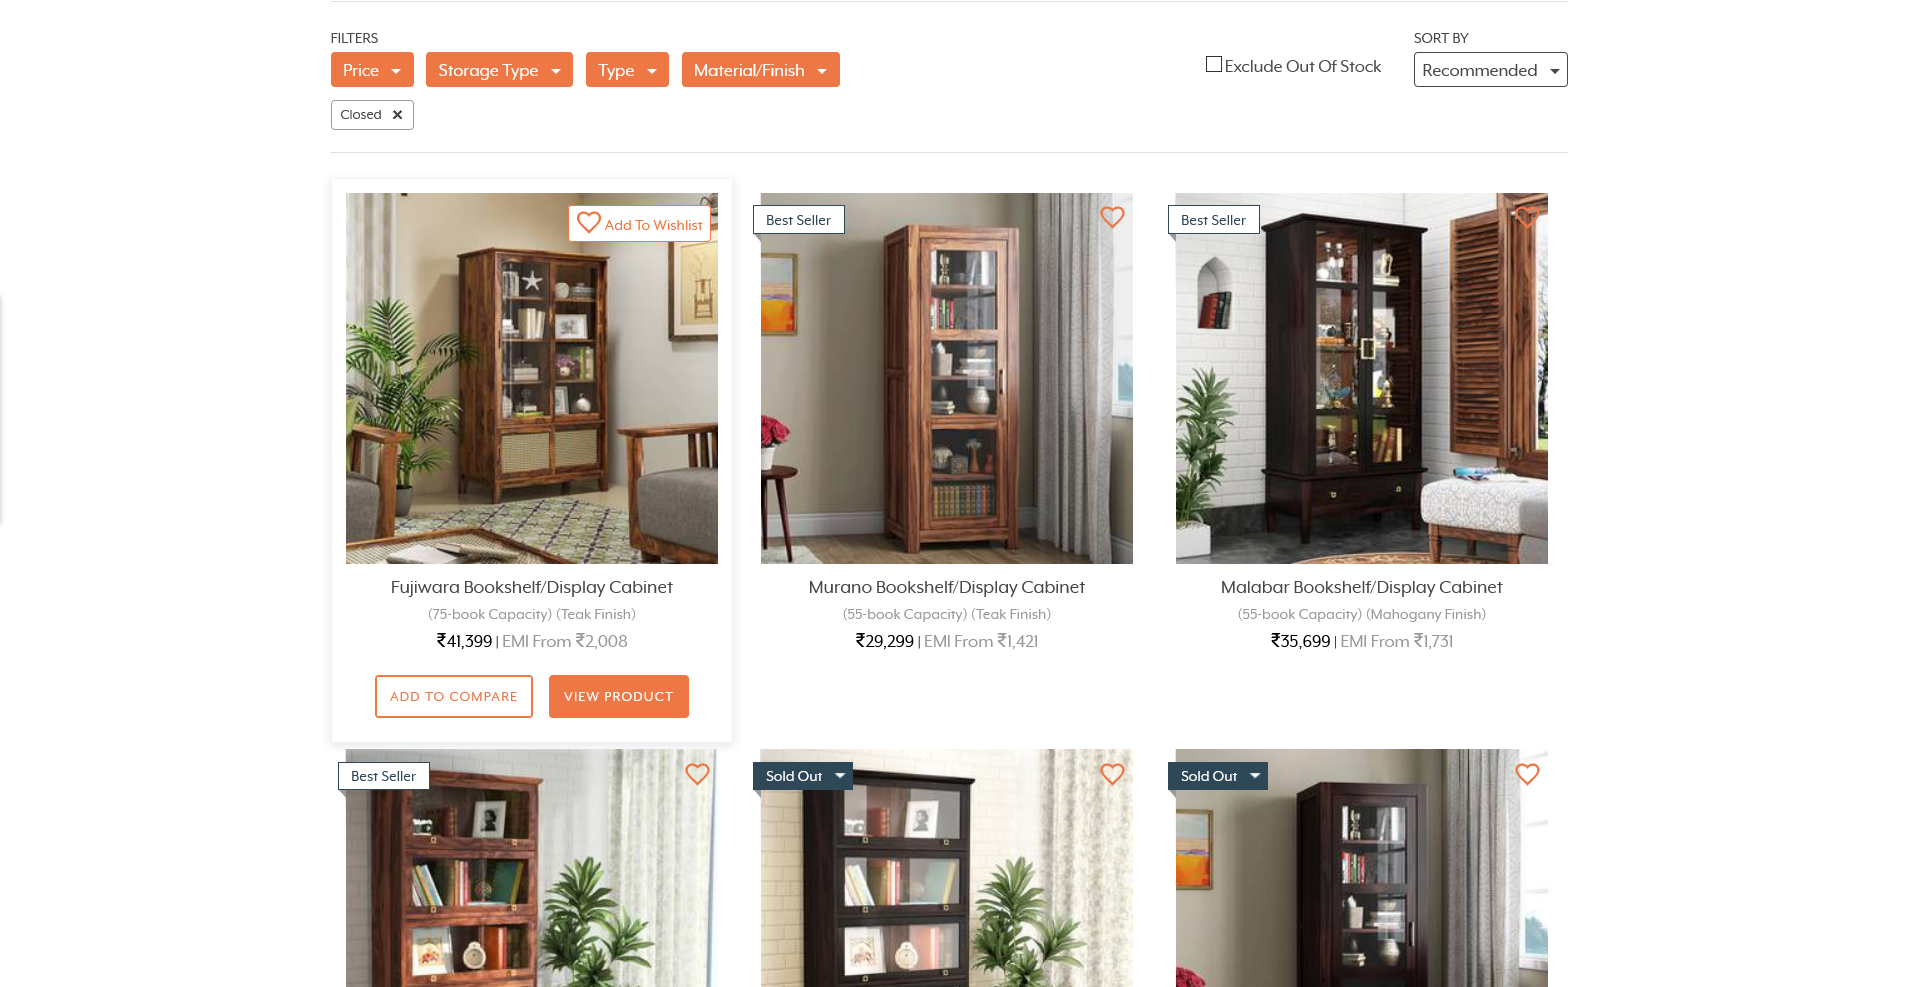 FILTERS
Price
Storage Type
Type
Material/Finish
Exclude Out Of Stock
SORT BY
Recommended
Closed ×
Add To Wishlist
Best Seller
Best Seller
Fujiwara Bookshelf/Display Cabinet
(75-book Capacity) (Teak Finish)
₹41,399 | EMI From ₹2,008
ADD TO COMPARE
VIEW PRODUCT
Murano Bookshelf/Display Cabinet
(55-book Capacity) (Teak Finish)
₹29,299 | EMI From ₹1,421
Malabar Bookshelf/Display Cabinet
(55-book Capacity) (Mahogany Finish)
₹35,699 | EMI From ₹1,731
Best Seller
Sold Out
Sold Out